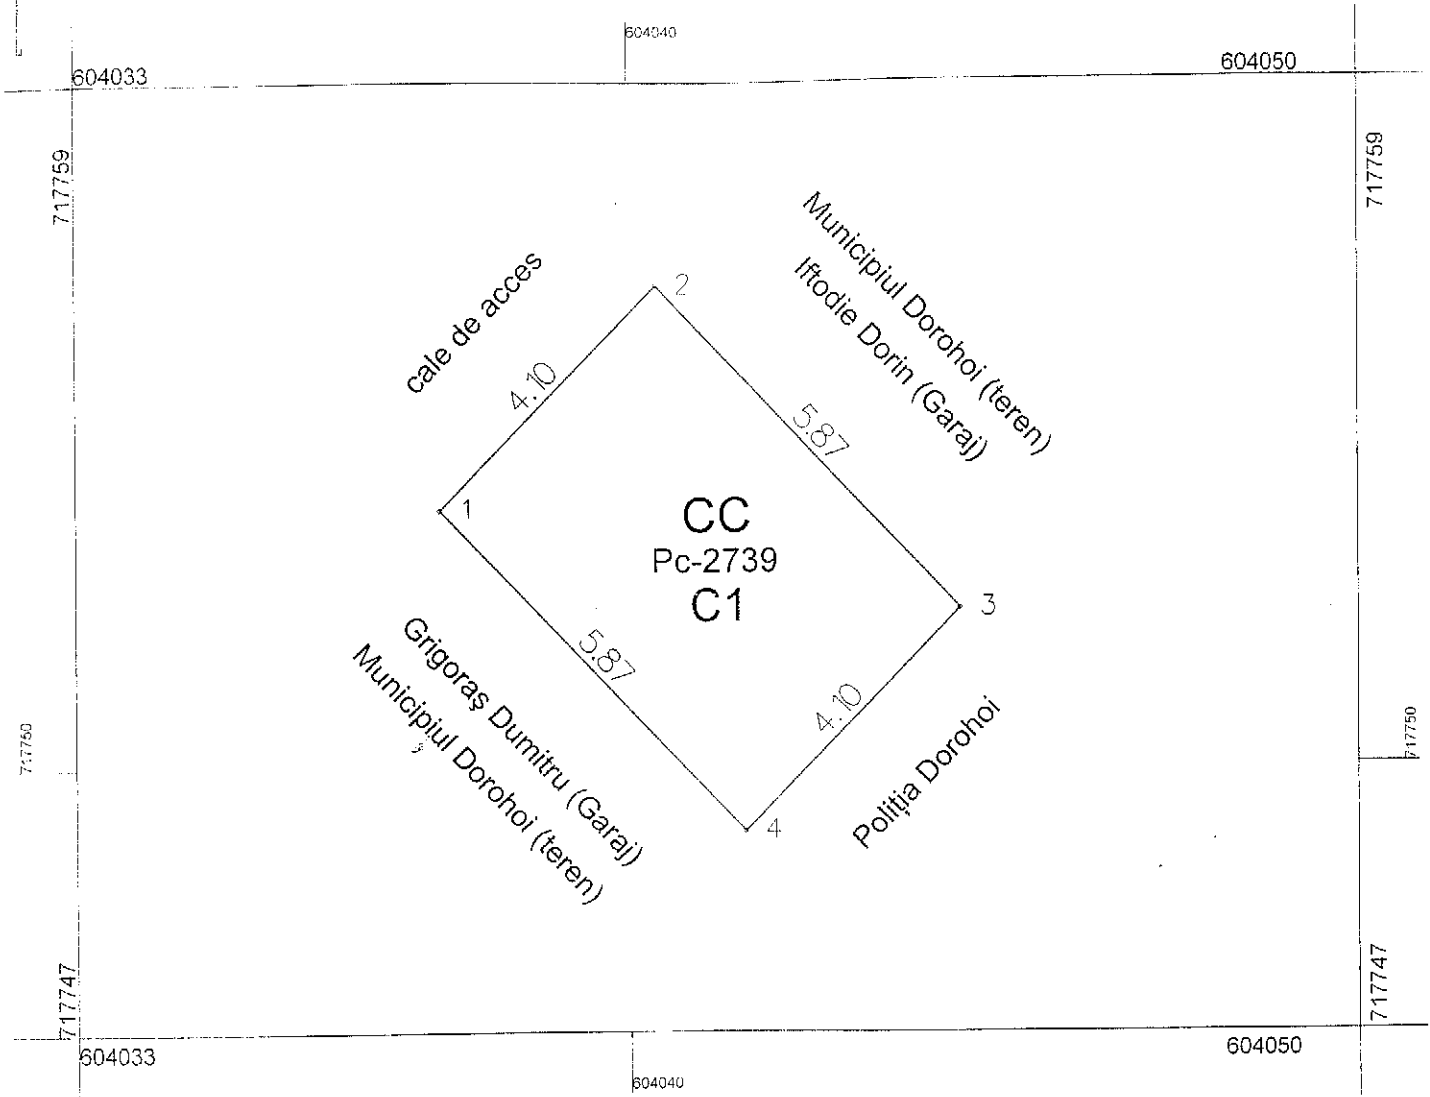 604040
604033
604050
717759
717759
cale de acces
Municipiul Dorohoi (teren)
Iftodie Dorin (Garaj)
2
4.10
5.87
1
CC
Pc-2739
C1
3
Grigoraş Dumitru (Garaj)
Municipiul Dorohoi (teren)
5.87
4.10
Poliția Dorohoi
4
717750
717750
717747
717747
604033
604050
604040